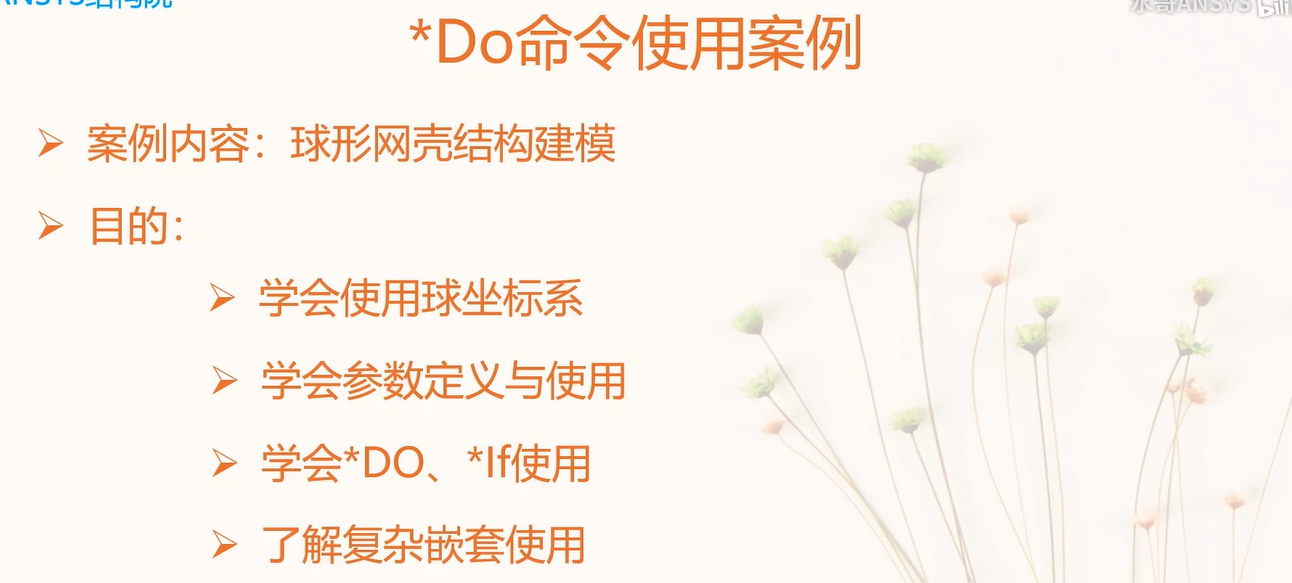 ANSYS结构院
水哥ANSYS bili
*Do命令使用案例
案例内容：球形网壳结构建模
目的：
学会使用球坐标系
学会参数定义与使用
学会*DO、*If使用
了解复杂嵌套使用